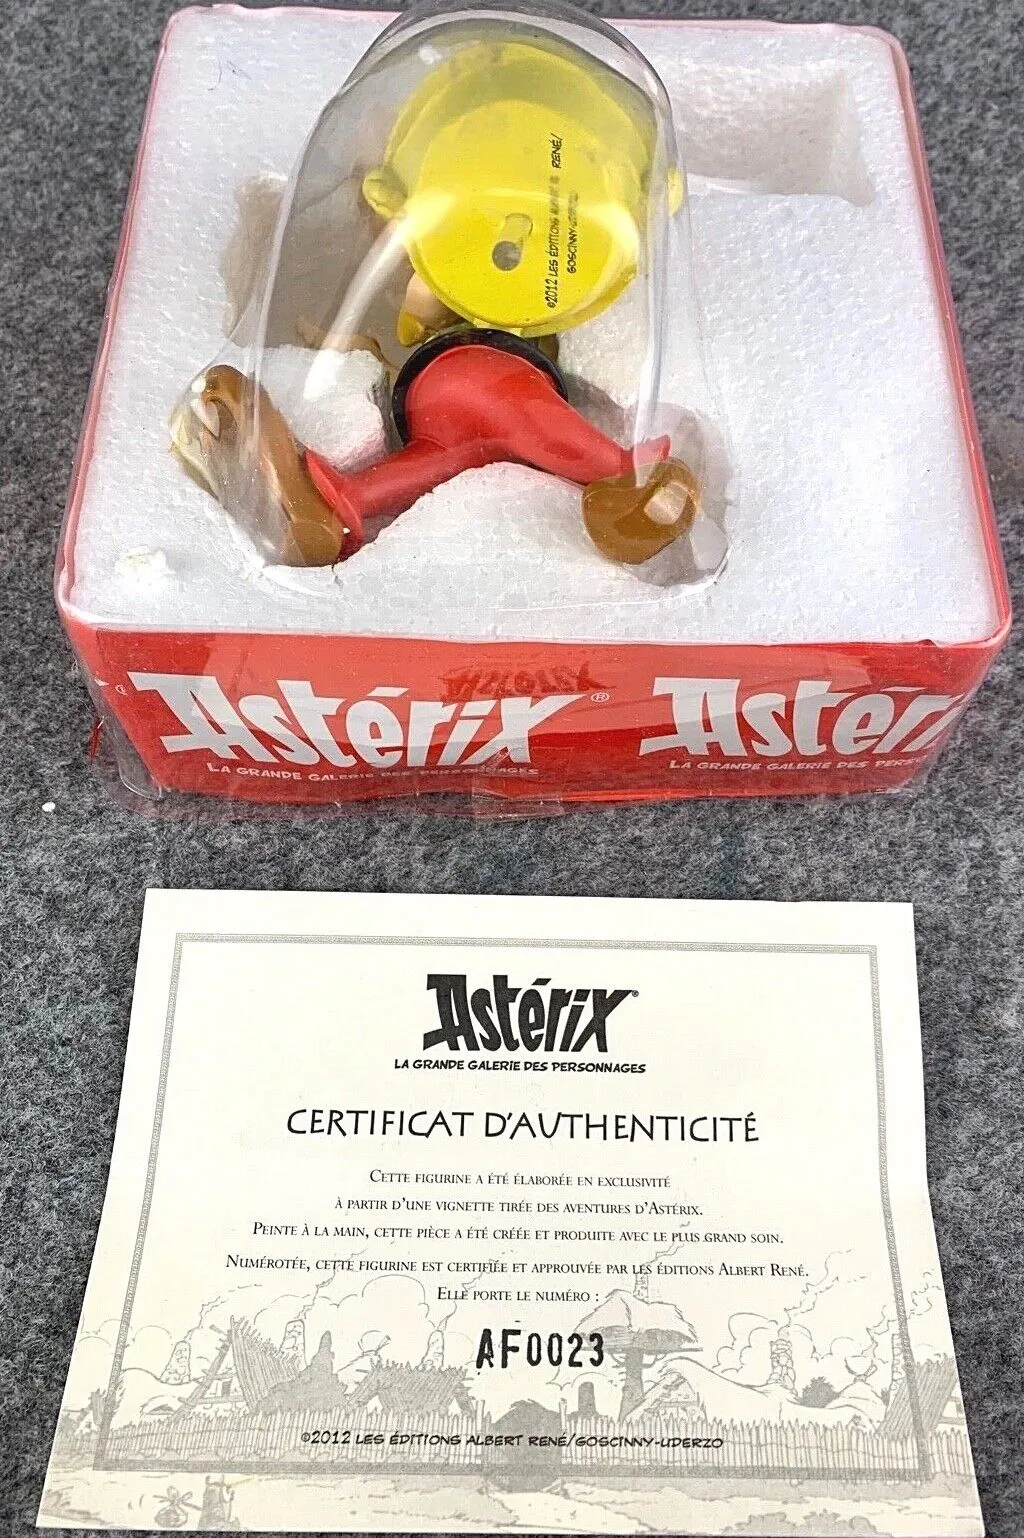 ©2012 LES ÉDITIONS RENÉ/
GOSCINNY-UDERZO
Astérix®
LA GRANDE GALERIE DES PERSONNAGES
Astérix
LA GRANDE GALERIE DES
Astérix®
LA GRANDE GALERIE DES PERSONNAGES
CERTIFICAT D'AUTHENTICITÉ
CETTE FIGURINE A ÉTÉ ÉLABORÉE EN EXCLUSIVITÉ
À PARTIR D'UNE VIGNETTE TIRÉE DES AVENTURES D'ASTÉRIX.
PEINTE À LA MAIN, CETTE PIÈCE A ÉTÉ CRÉÉE ET PRODUITE AVEC LE PLUS GRAND SOIN.
NUMÉROTÉE, CETTE FIGURINE EST CERTIFIÉE ET APPROUVÉE PAR LES ÉDITIONS ALBERT RENÉ.
ELLE PORTE LE NUMÉRO :
AF0023
©2012 LES ÉDITIONS ALBERT RENÉ/GOSCINNY-UDERZO